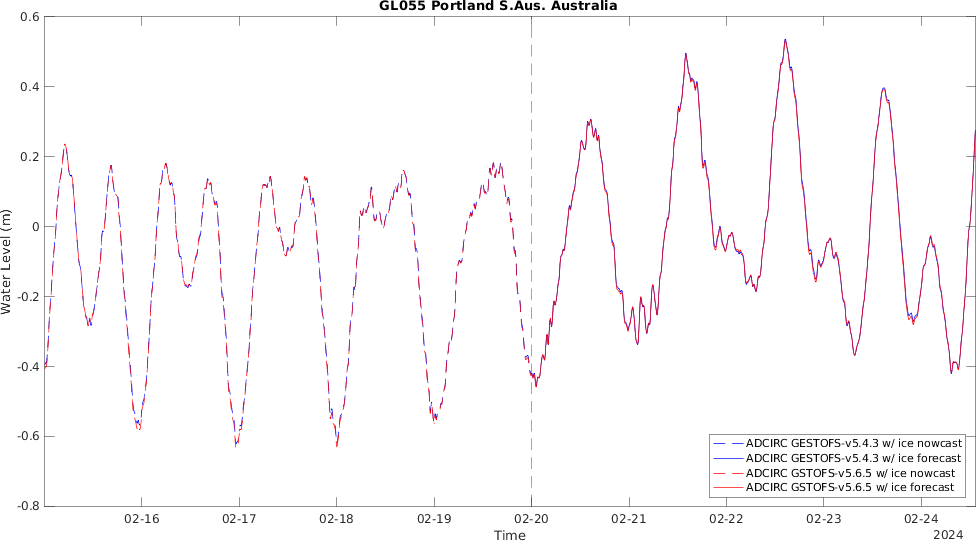 GL055 Portland S.Aus. Australia
0.6
0.4
0.2
0
-0.2
-0.4
-0.6
-0.8
Water Level (m)
02-16
02-17
02-18
02-19
02-20
02-21
02-22
02-23
02-24
Time
2024
ADCIRC GESTOFS-v5.4.3 w/ ice nowcast
ADCIRC GESTOFS-v5.4.3 w/ ice forecast
ADCIRC GSTOFS-v5.6.5 w/ ice nowcast
ADCIRC GSTOFS-v5.6.5 w/ ice forecast